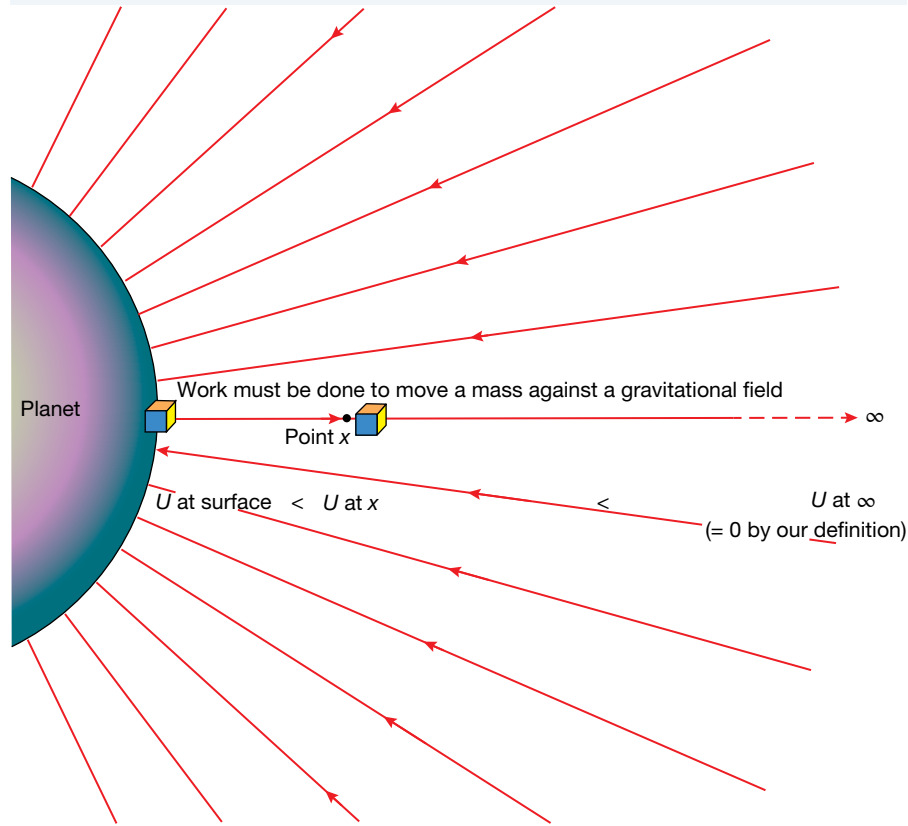 Work must be done to move a mass against a gravitational field
Planet
∞
Point x
U at surface < U at x < U at ∞
(= 0 by our definition)